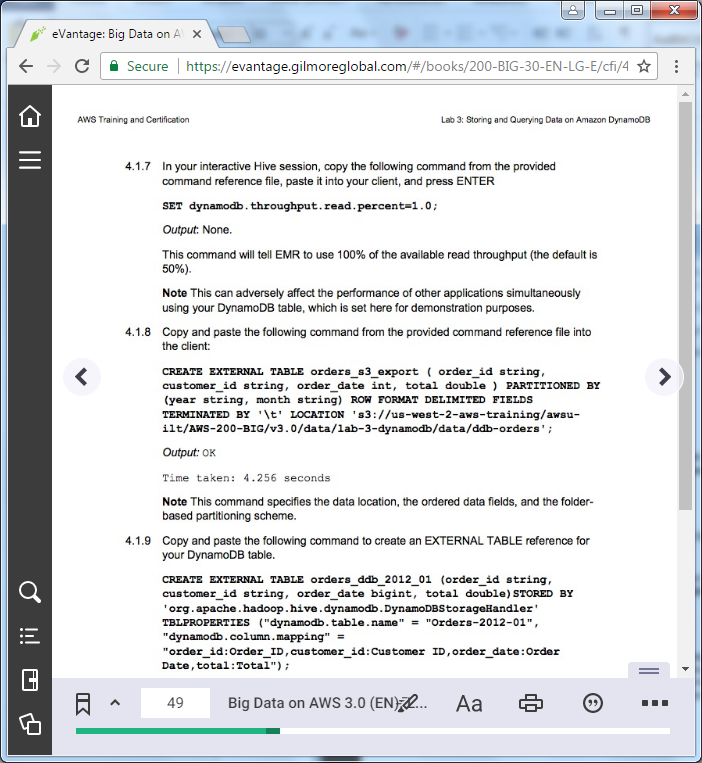 eVantage: Big Data on A
Secure
https://evantage.gilmoreglobal.com/#/books/200-BIG-30-EN-LG-E/cfi/4
AWS Training and Certification
Lab 3: Storing and Querying Data on Amazon DynamoDB
4.1.7 In your interactive Hive session, copy the following command from the provided
command reference file, paste it into your client, and press ENTER
SET dynamodb.throughput.read.percent=1.0;
Output: None.
This command will tell EMR to use 100% of the available read throughput (the default is
50%).
Note This can adversely affect the performance of other applications simultaneously
using your DynamoDB table, which is set here for demonstration purposes.
4.1.8 Copy and paste the following command from the provided command reference file into
the client:
CREATE EXTERNAL TABLE orders_s3_export ( order_id string,
customer_id string, order_date int, total double ) PARTITIONED BY
(year string, month string) ROW FORMAT DELIMITED FIELDS
TERMINATED BY '\t' LOCATION 's3://us-west-2-aws-training/awsu-
ilt/AWS-200-BIG/v3.0/data/lab-3-dynamodb/data/ddb-orders';
Output: OK
Time taken: 4.256 seconds
Note This command specifies the data location, the ordered data fields, and the folder-
based partitioning scheme.
4.1.9 Copy and paste the following command to create an EXTERNAL TABLE reference for
your DynamoDB table.
CREATE EXTERNAL TABLE orders_ddb_2012_01 (order_id string,
customer_id string, order_date bigint, total double)STORED BY
'org.apache.hadoop.hive.dynamodb.DynamoDBStorageHandler'
TBLPROPERTIES ("dynamodb.table.name" = "Orders-2012-01",
"dynamodb.column.mapping" =
"order_id:Order_ID,customer_id:Customer ID,order_date:Order
Date,total:Total");
49
Big Data on AWS 3.0 (EN)
Aa